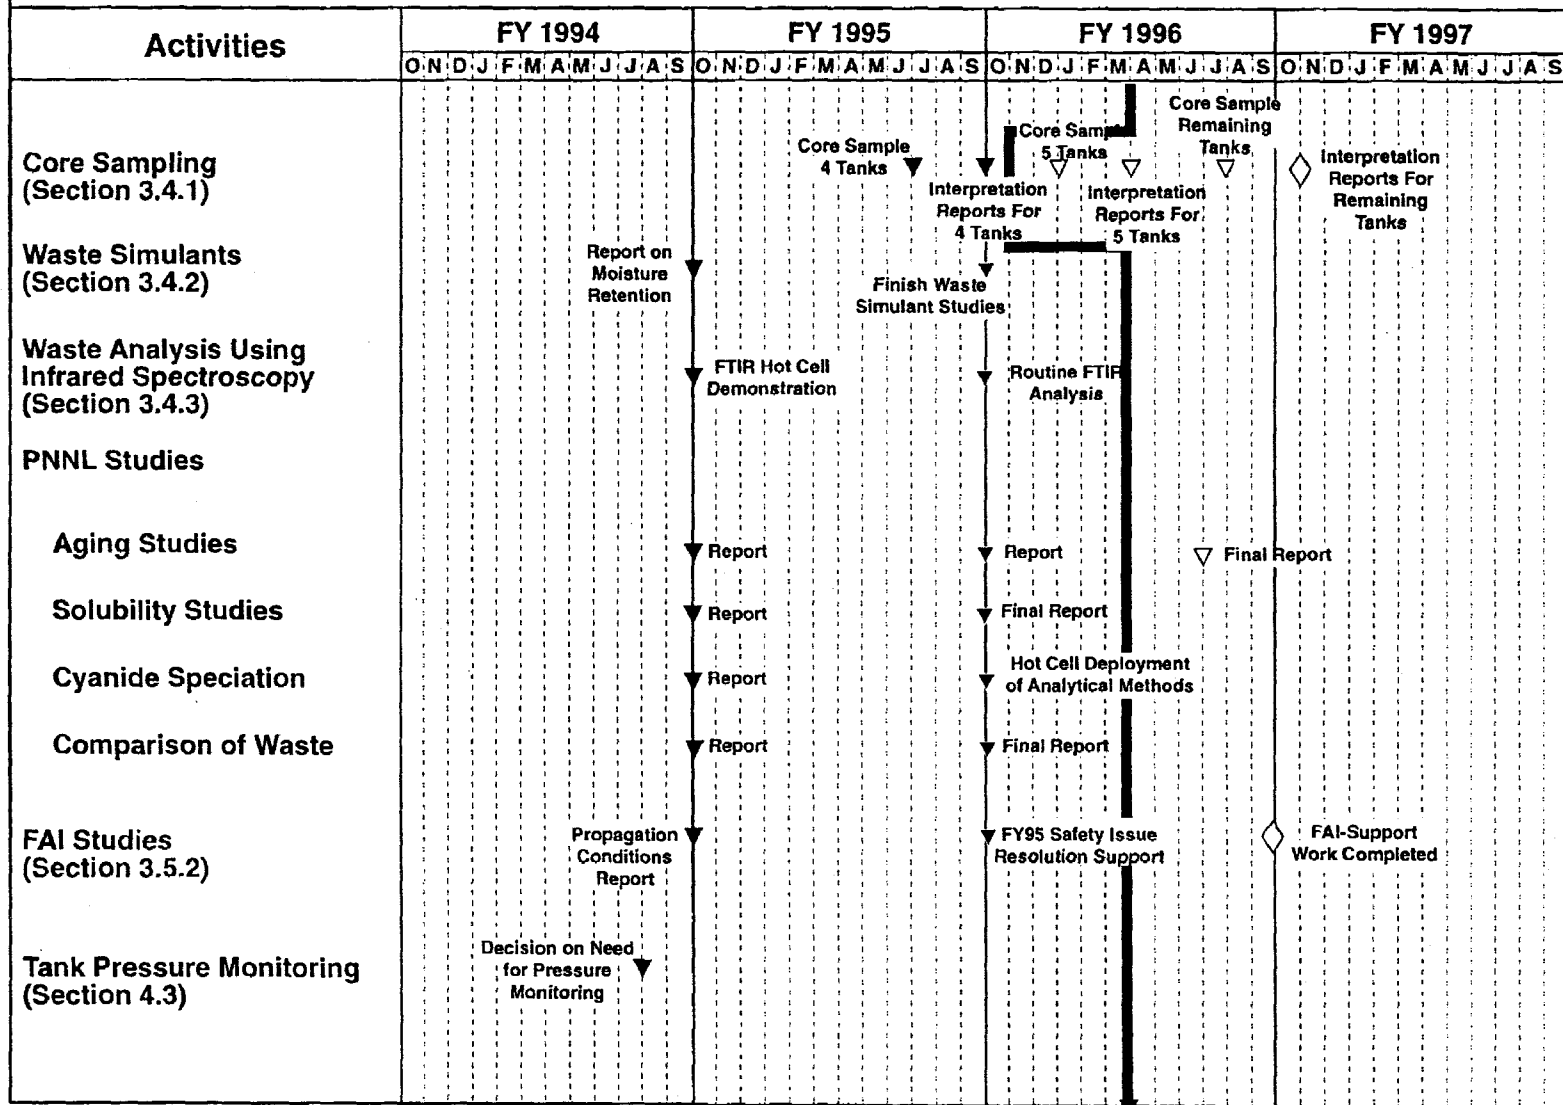 Activities
FY 1994
FY 1995
FY 1996
FY 1997
O N D J F M A M J J A S O N D J F M A M J J A S O N D J F M A M J J A S O N D J F M A M J J A S
Core Sampling
(Section 3.4.1)
Core Sample
4 Tanks
Interpretation
Reports For
4 Tanks
Core Sam
5 Tanks
Interpretation
Reports For
5 Tanks
Core Sample
Remaining
Tanks
Interpretation
Reports For
Remaining
Tanks
Waste Simulants
(Section 3.4.2)
Report on
Moisture
Retention
Finish Waste
Simulant Studies
Waste Analysis Using
Infrared Spectroscopy
(Section 3.4.3)
FTIR Hot Cell
Demonstration
Routine FTIR
Analysis
PNNL Studies
Aging Studies
Report
Report
Final Report
Solubility Studies
Report
Final Report
Cyanide Speciation
Report
Hot Cell Deployment
of Analytical Methods
Comparison of Waste
Report
Final Report
FAI Studies
(Section 3.5.2)
Propagation
Conditions
Report
FY95 Safety Issue
Resolution Support
FAI-Support
Work Completed
Tank Pressure Monitoring
(Section 4.3)
Decision on Need
for Pressure
Monitoring